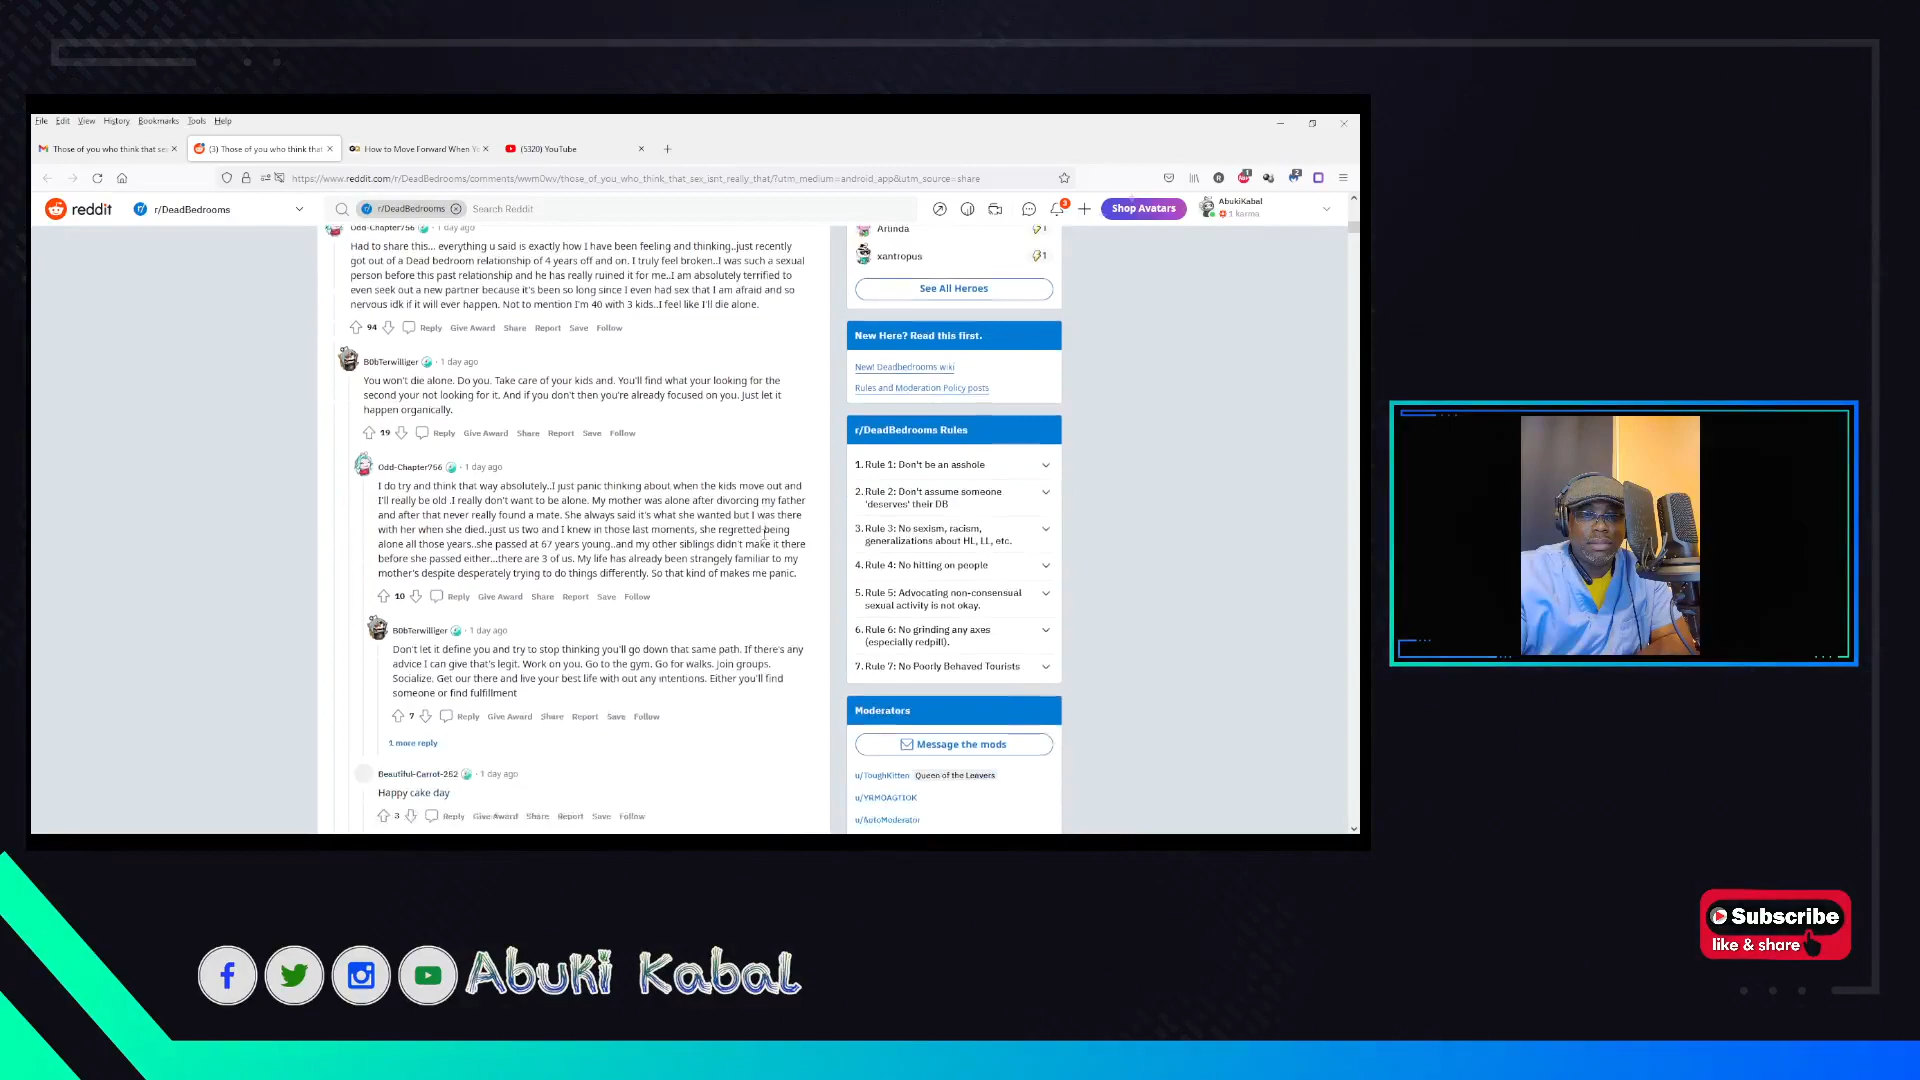 File Edit View History Bookmarks Tools Help
Those of you who think that se
(3) Those of you who think that
How to Move Forward When Yo
(5320) YouTube
https://www.reddit.com/r/DeadBedrooms/comments/wwm0wv/those_of_you_who_think_that_sex_isnt_really_that/?utm_medium=android_app&utm_source=share
reddit
r/DeadBedrooms
r/DeadBedrooms
Search Reddit
3
Shop Avatars
AbukiKabal
1 karma
Odd-Chapter756 · 1 day ago
Had to share this... everything u said is exactly how I have been feeling and thinking..just recently
got out of a Dead bedroom relationship of 4 years off and on. I truly feel broken..I was such a sexual
person before this past relationship and he has really ruined it for me..I am absolutely terrified to
even seek out a new partner because it's been so long since I even had sex that I am afraid and so
nervous idk if it will ever happen. Not to mention I'm 40 with 3 kids..I feel like I'll die alone.
94 Reply Give Award Share Report Save Follow
B0bTerwilliger · 1 day ago
You won't die alone. Do you. Take care of your kids and. You'll find what your looking for the
second your not looking for it. And if you don't then you're already focused on you. Just let it
happen organically.
19 Reply Give Award Share Report Save Follow
Odd-Chapter756 · 1 day ago
I do try and think that way absolutely..I just panic thinking about when the kids move out and
I'll really be old .I really don't want to be alone. My mother was alone after divorcing my father
and after that never really found a mate. She always said it's what she wanted but I was there
with her when she died..just us two and I knew in those last moments, she regretted being
alone all those years..she passed at 67 years young..and my other siblings didn't make it there
before she passed either...there are 3 of us. My life has already been strangely familiar to my
mother's despite desperately trying to do things differently. So that kind of makes me panic.
10 Reply Give Award Share Report Save Follow
B0bTerwilliger · 1 day ago
Don't let it define you and try to stop thinking you'll go down that same path. If there's any
advice I can give that's legit. Work on you. Go to the gym. Go for walks. Join groups.
Socialize. Get our there and live your best life with out any intentions. Either you'll find
someone or find fulfillment
7 Reply Give Award Share Report Save Follow
1 more reply
Beautiful-Carrot-252 · 1 day ago
Happy cake day
3 Reply Give Award Share Report Save Follow
Arlinda 1
xantropus 1
See All Heroes
New Here? Read this first.
New! Deadbedrooms wiki
Rules and Moderation Policy posts
r/DeadBedrooms Rules
1. Rule 1: Don't be an asshole
2. Rule 2: Don't assume someone
'deserves' their DB
3. Rule 3: No sexism, racism,
generalizations about HL, LL, etc.
4. Rule 4: No hitting on people
5. Rule 5: Advocating non-consensual
sexual activity is not okay.
6. Rule 6: No grinding any axes
(especially redpill).
7. Rule 7: No Poorly Behaved Tourists
Moderators
Message the mods
u/ToughKitten Queen of the Leavers
u/YRMOAGTIOK
u/AutoModerator
Subscribe
like & share
Abuki Kabal